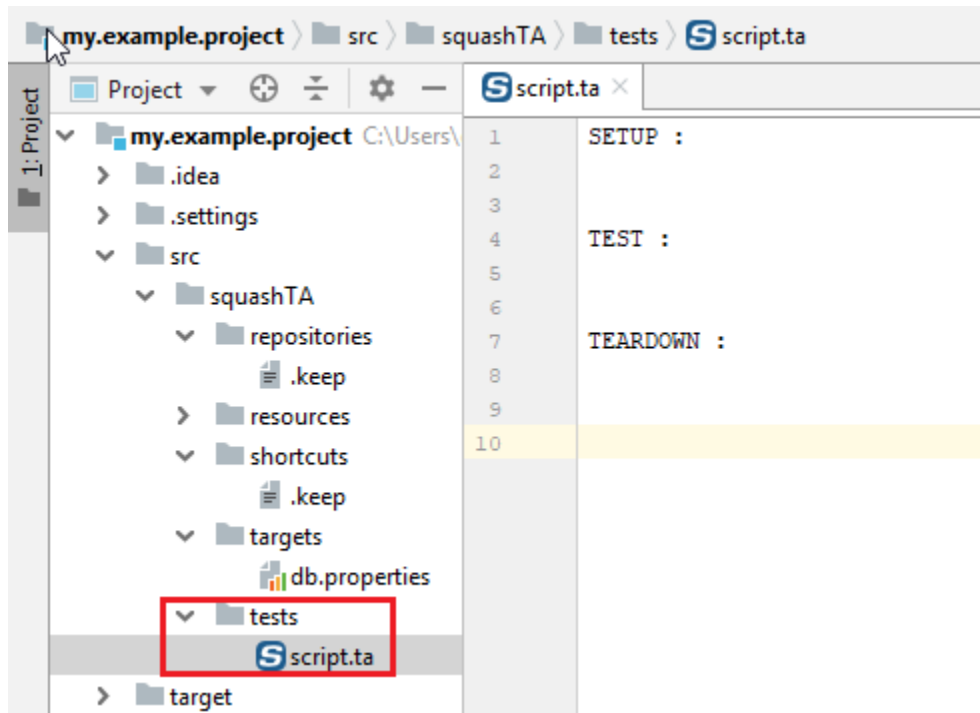 my.example.project src squashTA tests script.ta
1: Project
Project
script.ta
my.example.project C:\Users\
.idea
.settings
src
squashTA
repositories
.keep
resources
shortcuts
.keep
targets
db.properties
tests
script.ta
target
1 SETUP :
2
3
4 TEST :
5
6
7 TEARDOWN :
8
9
10